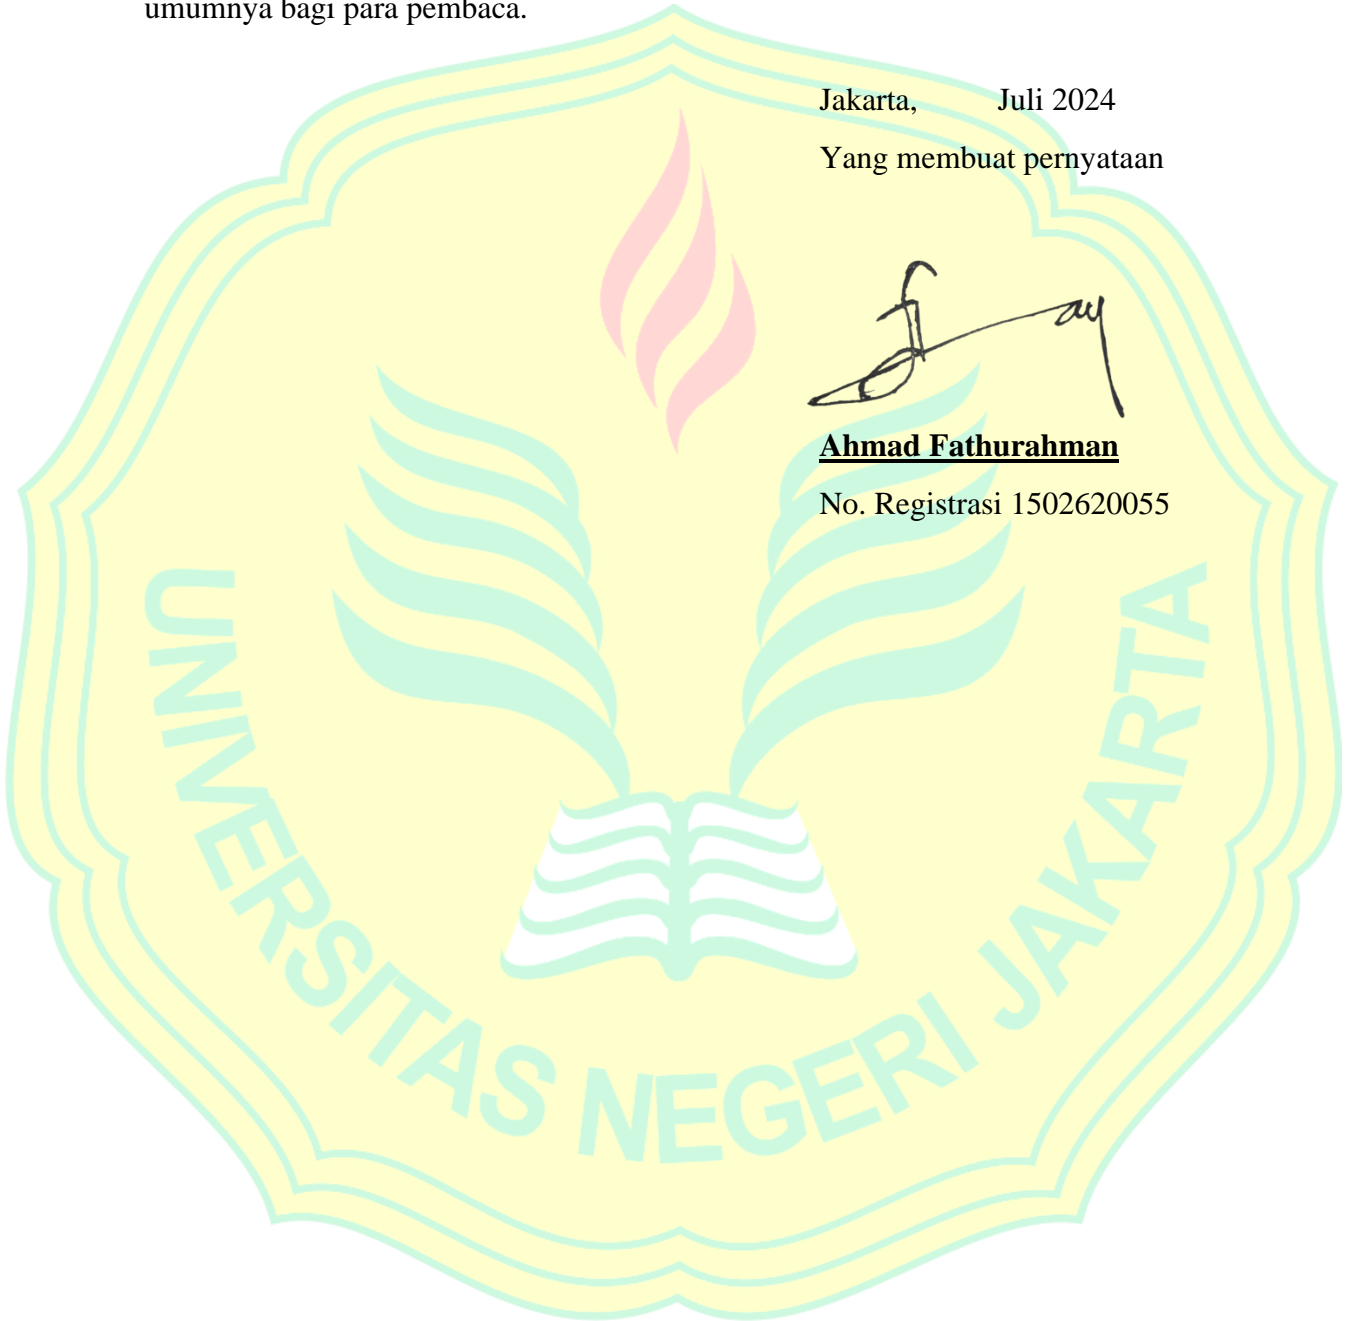 umumnya bagi para pembaca.
Jakarta, Juli 2024
Yang membuat pernyataan
Ahmad Fathurahman
No. Registrasi 1502620055
UNIVERSITAS NEGERI JAKARTA